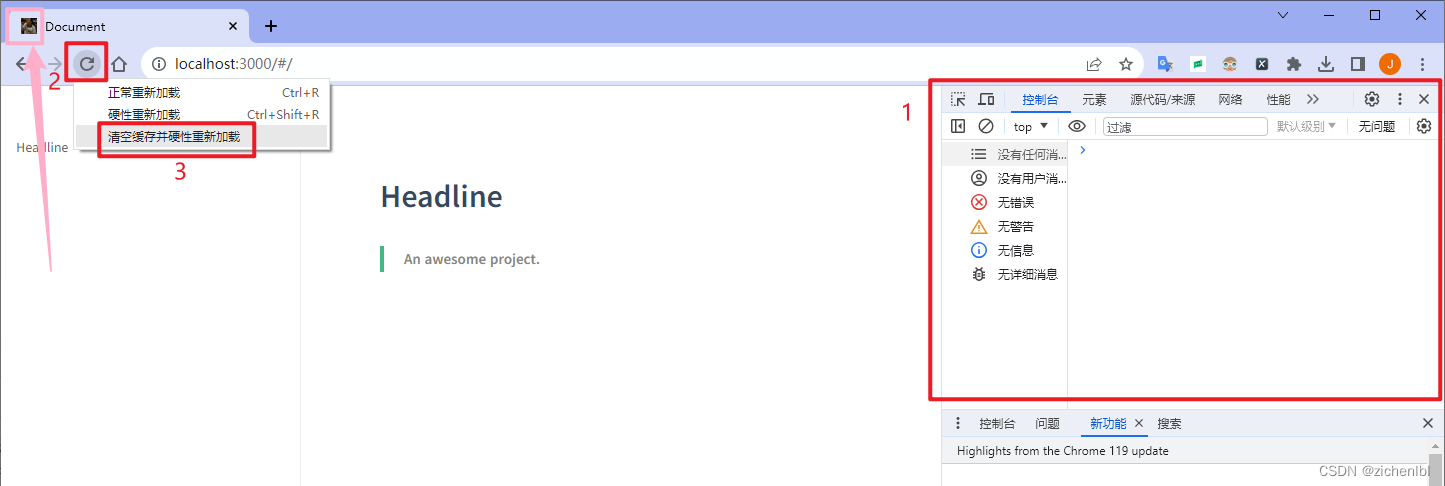 Document
localhost:3000/#/
J
2
正常重新加载 Ctrl+R
硬性重新加载 Ctrl+Shift+R
清空缓存并硬性重新加载
3
Headline
Headline
An awesome project.
1
控制台 元素 源代码/来源 网络 性能
top 过滤 默认级别 无问题
没有任何消...
没有用户消...
无错误
无警告
无信息
无详细消息
控制台 问题 新功能 搜索
Highlights from the Chrome 119 update
CSDN @zichenlbl